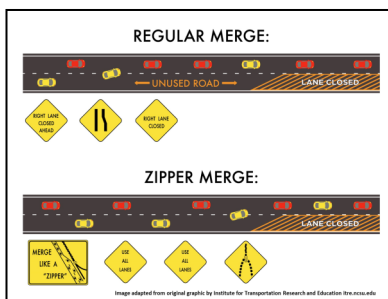 REGULAR MERGE:
UNUSED ROAD
LANE CLOSED
RIGHT LANE
CLOSED
AHEAD
RIGHT LANE
CLOSED
ZIPPER MERGE:
LANE CLOSED
MERGE
LIKE
A
"ZIPPER"
USE
ALL
LANES
USE
ALL
LANES
Image adapted from original graphic by Institute for Transportation Research and Education itre.ncsu.edu